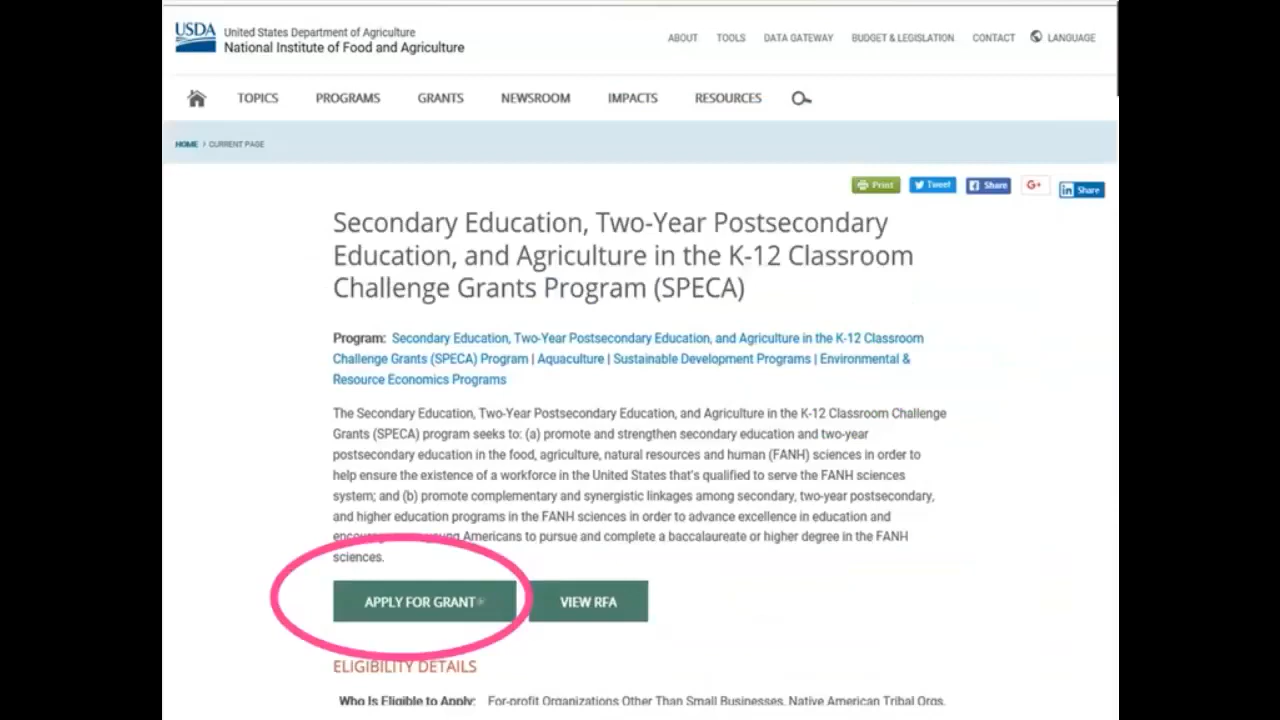 USDA
United States Department of Agriculture
National Institute of Food and Agriculture
ABOUT TOOLS DATA GATEWAY BUDGET & LEGISLATION CONTACT LANGUAGE
TOPICS PROGRAMS GRANTS NEWSROOM IMPACTS RESOURCES
HOME > CURRENT PAGE
Print Tweet Share G+ in Share
Secondary Education, Two-Year Postsecondary
Education, and Agriculture in the K-12 Classroom
Challenge Grants Program (SPECA)
Program: Secondary Education, Two-Year Postsecondary Education, and Agriculture in the K-12 Classroom
Challenge Grants (SPECA) Program | Aquaculture | Sustainable Development Programs | Environmental &
Resource Economics Programs
The Secondary Education, Two-Year Postsecondary Education, and Agriculture in the K-12 Classroom Challenge
Grants (SPECA) program seeks to: (a) promote and strengthen secondary education and two-year
postsecondary education in the food, agriculture, natural resources and human (FANH) sciences in order to
help ensure the existence of a workforce in the United States that's qualified to serve the FANH sciences
system; and (b) promote complementary and synergistic linkages among secondary, two-year postsecondary,
and higher education programs in the FANH sciences in order to advance excellence in education and
young Americans to pursue and complete a baccalaureate or higher degree in the FANH
sciences.
APPLY FOR GRANT VIEW RFA
ELIGIBILITY DETAILS
Who Is Eligible to Apply: For-profit Organizations Other Than Small Businesses, Native American Tribal Orgs.